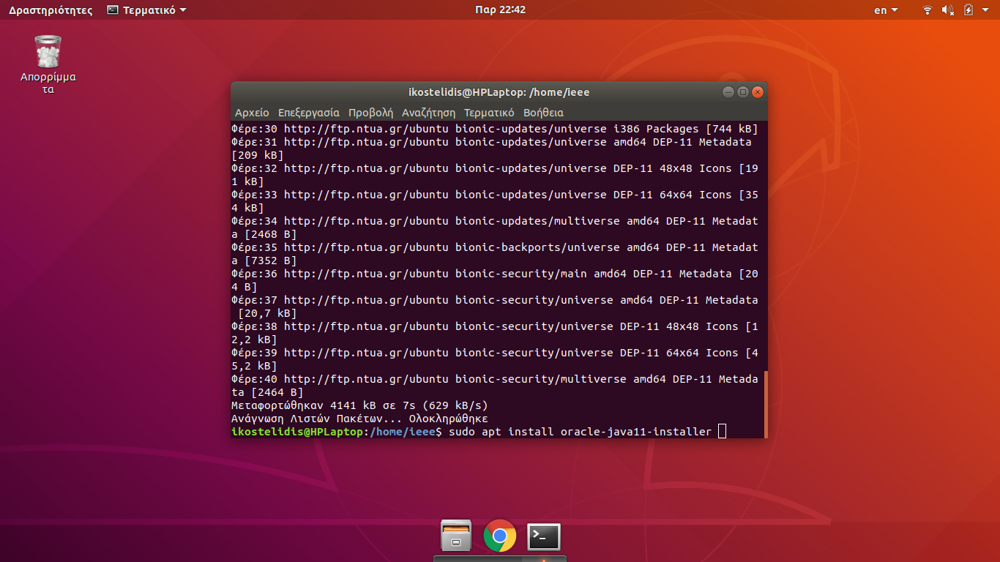 Δραστηριότητες Τερματικό Παρ 22:42 en
Απορρίμμα
τα
ikostelidis@HPLaptop: /home/ieee
Αρχείο Επεξεργασία Προβολή Αναζήτηση Τερματικό Βοήθεια
Φέρε:30 http://ftp.ntua.gr/ubuntu bionic-updates/universe i386 Packages [744 kB]
Φέρε:31 http://ftp.ntua.gr/ubuntu bionic-updates/universe amd64 DEP-11 Metadata
[209 kB]
Φέρε:32 http://ftp.ntua.gr/ubuntu bionic-updates/universe DEP-11 48x48 Icons [19
1 kB]
Φέρε:33 http://ftp.ntua.gr/ubuntu bionic-updates/universe DEP-11 64x64 Icons [35
4 kB]
Φέρε:34 http://ftp.ntua.gr/ubuntu bionic-updates/multiverse amd64 DEP-11 Metadat
a [2468 B]
Φέρε:35 http://ftp.ntua.gr/ubuntu bionic-backports/universe amd64 DEP-11 Metadat
a [7352 B]
Φέρε:36 http://ftp.ntua.gr/ubuntu bionic-security/main amd64 DEP-11 Metadata [20
4 B]
Φέρε:37 http://ftp.ntua.gr/ubuntu bionic-security/universe amd64 DEP-11 Metadata
[20,7 kB]
Φέρε:38 http://ftp.ntua.gr/ubuntu bionic-security/universe DEP-11 48x48 Icons [1
2,2 kB]
Φέρε:39 http://ftp.ntua.gr/ubuntu bionic-security/universe DEP-11 64x64 Icons [4
5,2 kB]
Φέρε:40 http://ftp.ntua.gr/ubuntu bionic-security/multiverse amd64 DEP-11 Metada
ta [2464 B]
Μεταφορτώθηκαν 4141 kB σε 7s (629 kB/s)
Ανάγνωση Λιστών Πακέτων... Ολοκληρώθηκε
ikostelidis@HPLaptop:/home/ieee$ sudo apt install oracle-java11-installer